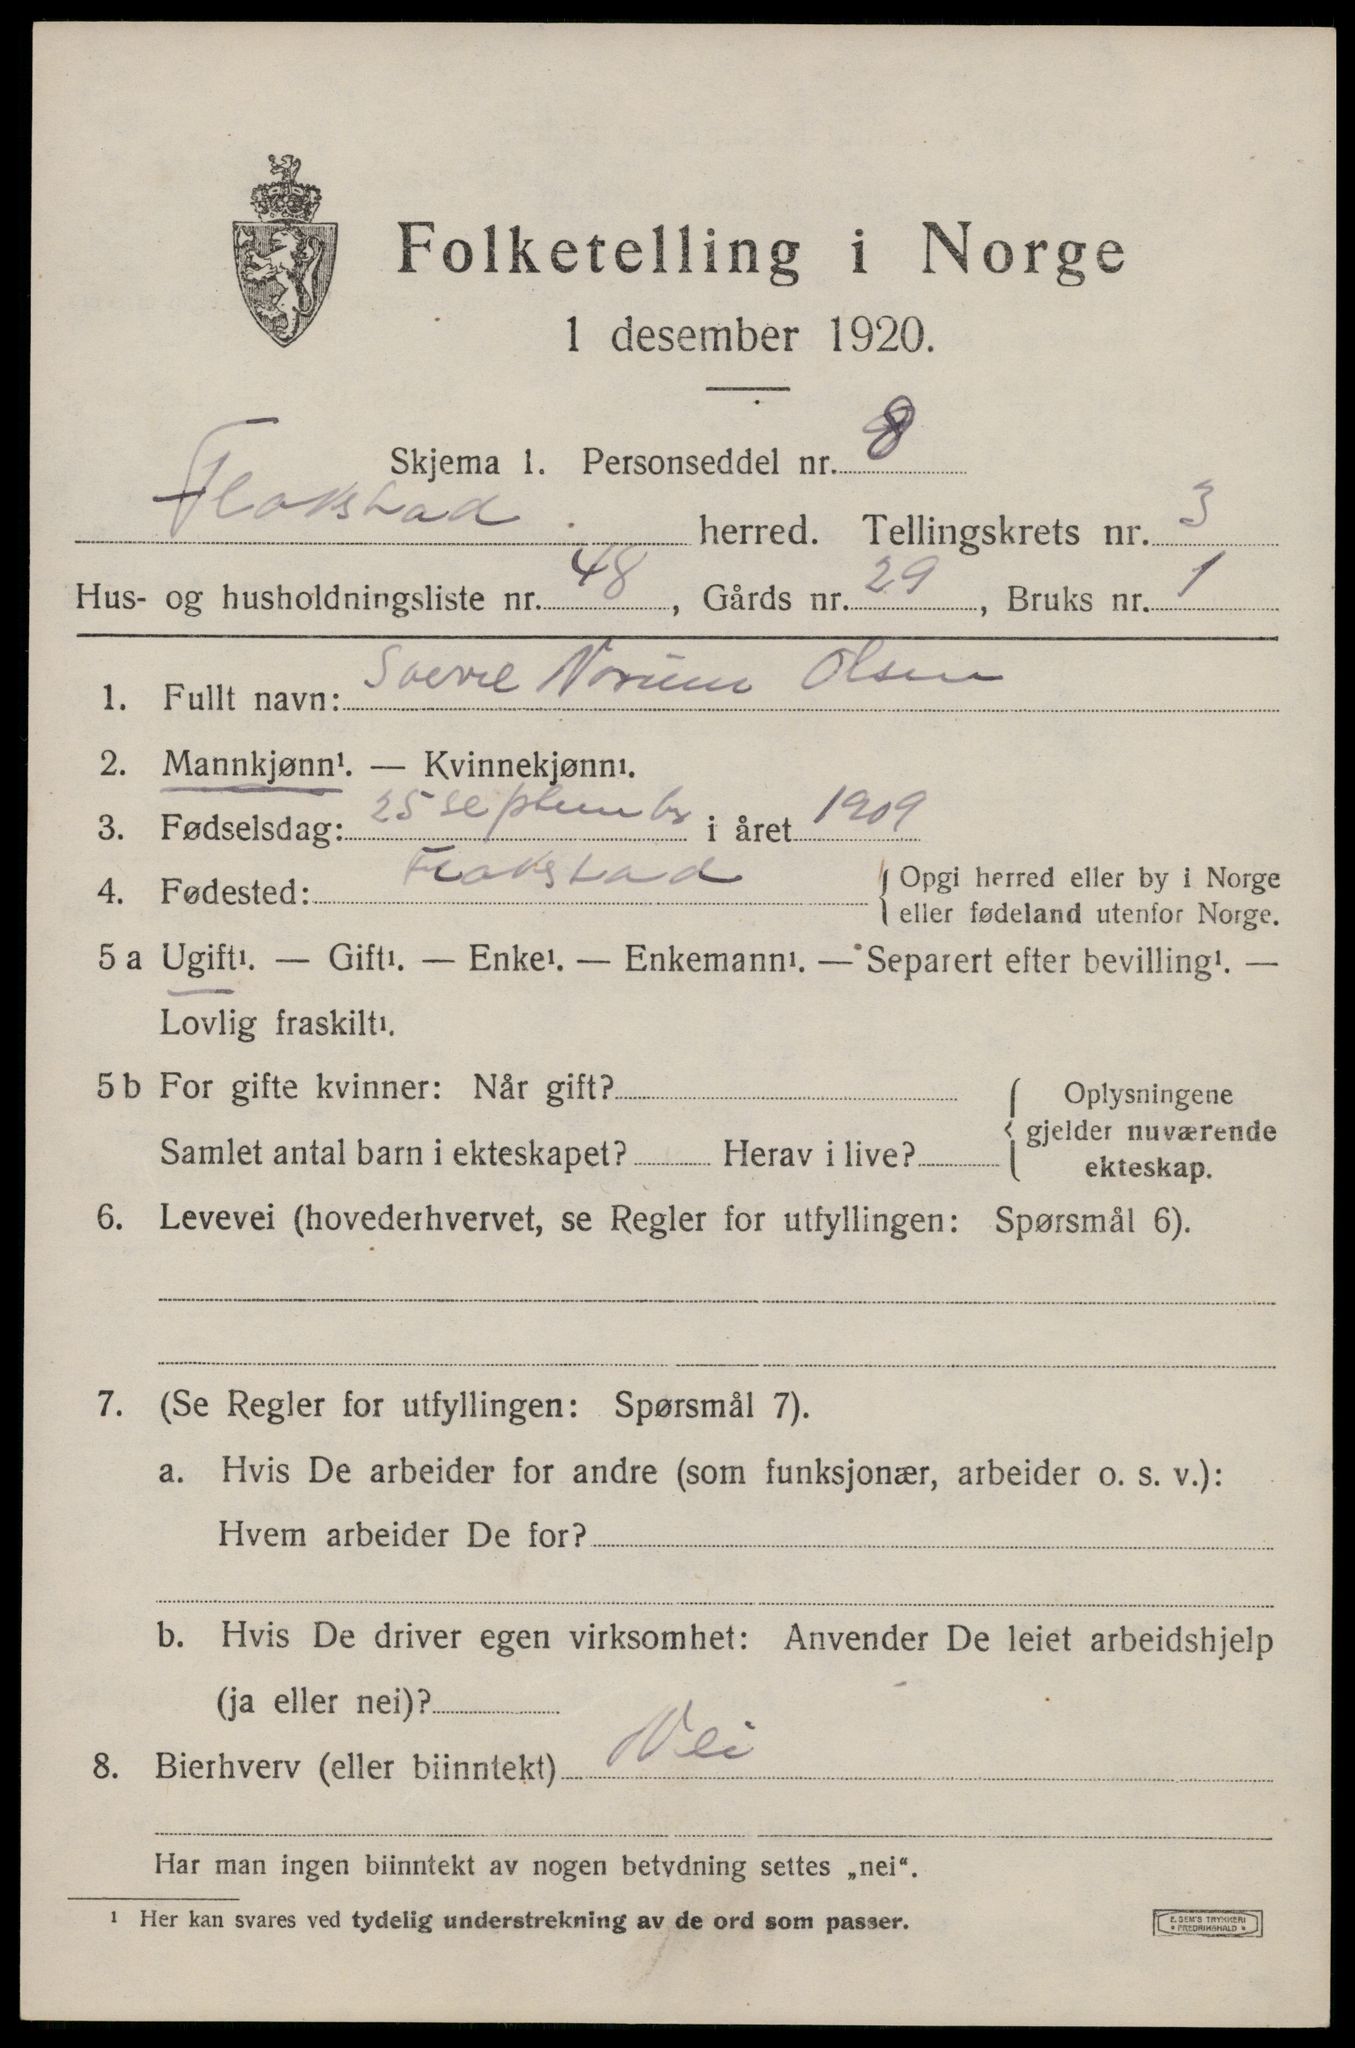 Folketelling i Norge
1 desember 1920.
Skjema 1. Personseddel nr. 8
Flakstad herred. Tellingskrets nr. 3
Hus- og husholdningsliste nr. 48, Gårds nr. 29, Bruks nr. 1
1. Fullt navn: Sverre Norum Olsen
2. Mannkjønn¹. — Kvinnekjønn¹.
3. Fødselsdag: 25 septembr i året 1909
4. Fødested: Flakstad { Opgi herred eller by i Norge
eller fødeland utenfor Norge.
5 a Ugift¹. — Gift¹. — Enke¹. — Enkemann¹. — Separert efter bevilling¹. —
Lovlig fraskilt¹.
5 b For gifte kvinner: Når gift?
Samlet antal barn i ekteskapet? Herav i live?
{ Oplysningene
gjelder nuværende
ekteskap.
6. Levevei (hovederhvervet, se Regler for utfyllingen: Spørsmål 6).
7. (Se Regler for utfyllingen: Spørsmål 7).
a. Hvis De arbeider for andre (som funksjonær, arbeider o. s. v.):
Hvem arbeider De for?
b. Hvis De driver egen virksomhet: Anvender De leiet arbeidshjelp
(ja eller nei)?
8. Bierhverv (eller biinntekt) Nei
Har man ingen biinntekt av nogen betydning settes „nei“.
¹ Her kan svares ved tydelig understrekning av de ord som passer.
E. SEM'S TRYKKERI
• FREDRIKSHALD •